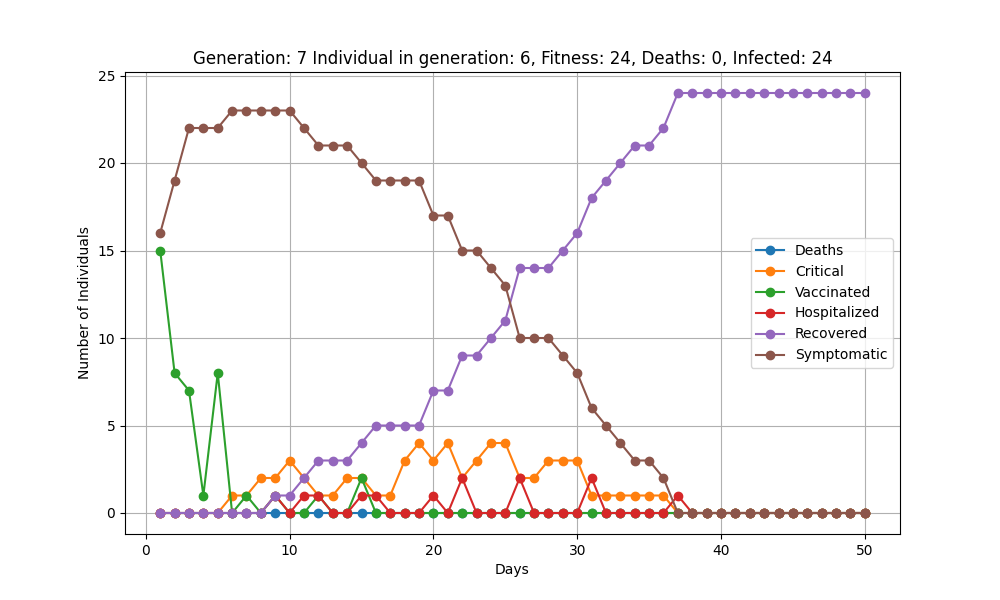 Generation: 7 Individual in generation: 6, Fitness: 24, Deaths: 0, Infected: 24
Number of Individuals
25
20
15
10
5
0
Deaths
Critical
Vaccinated
Hospitalized
Recovered
Symptomatic
0 10 20 30 40 50
Days